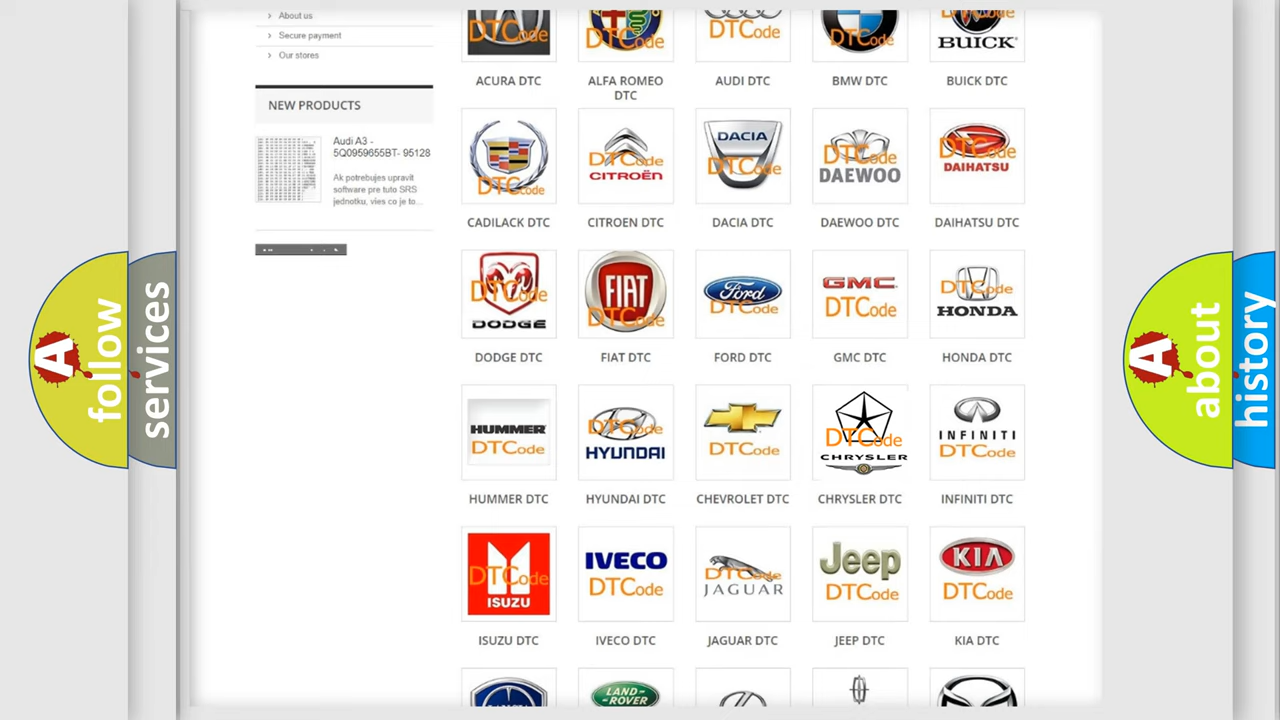 About us
Secure payment
Our stores
NEW PRODUCTS
Audi A3 -
5Q0959655BT- 95128
Ak potrebujes upravit
software pre tuto SRS
jednotku, vies co je to...
A
follow
services
DTCode
DTCode
DTCode
DTCode
BUICK
ACURA DTC
ALFA ROMEO
DTC
AUDI DTC
BMW DTC
BUICK DTC
DTCode
DTCode
CITROËN
DACIA
DTCode
DTCode
DAEWOO
DTCode
DAIHATSU
CADILACK DTC
CITROEN DTC
DACIA DTC
DAEWOO DTC
DAIHATSU DTC
DTCode
DODGE
FIAT
DTCode
Ford
DTCode
GMC
DTCode
DTCode
HONDA
DODGE DTC
FIAT DTC
FORD DTC
GMC DTC
HONDA DTC
HUMMER
DTCode
DTCode
HYUNDAI
DTCode
DTCode
CHRYSLER
INFINITI
DTCode
HUMMER DTC
HYUNDAI DTC
CHEVROLET DTC
CHRYSLER DTC
INFINITI DTC
DTCode
ISUZU
IVECO
DTCode
DTCode
JAGUAR
Jeep
DTCode
KIA
DTCode
ISUZU DTC
IVECO DTC
JAGUAR DTC
JEEP DTC
KIA DTC
LAND-
ROVER
A
about
history